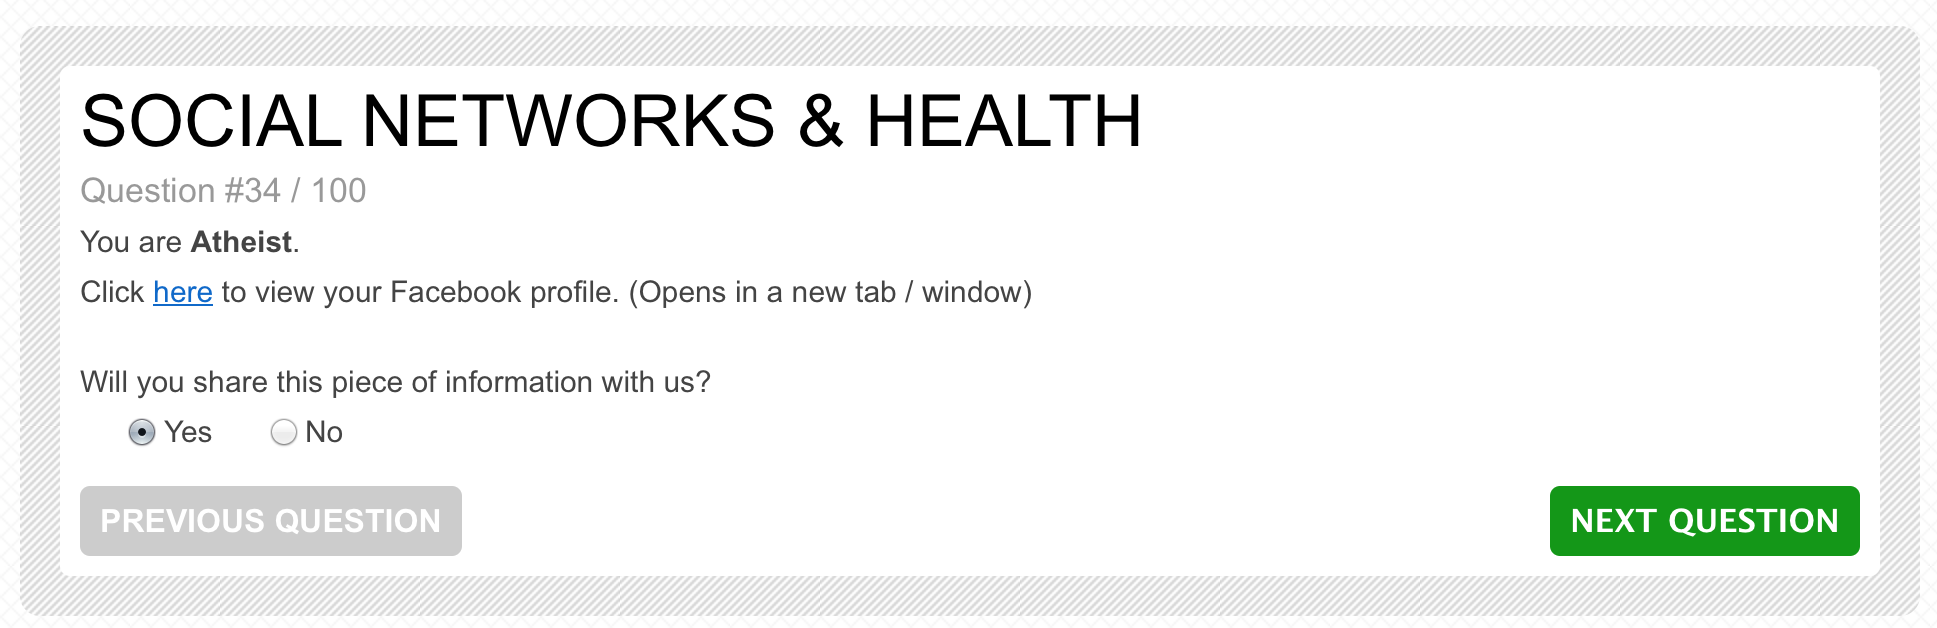 SOCIAL NETWORKS & HEALTH
Question #34 / 100
You are Atheist.
Click here to view your Facebook profile. (Opens in a new tab / window)
Will you share this piece of information with us?
Yes No
PREVIOUS QUESTION NEXT QUESTION